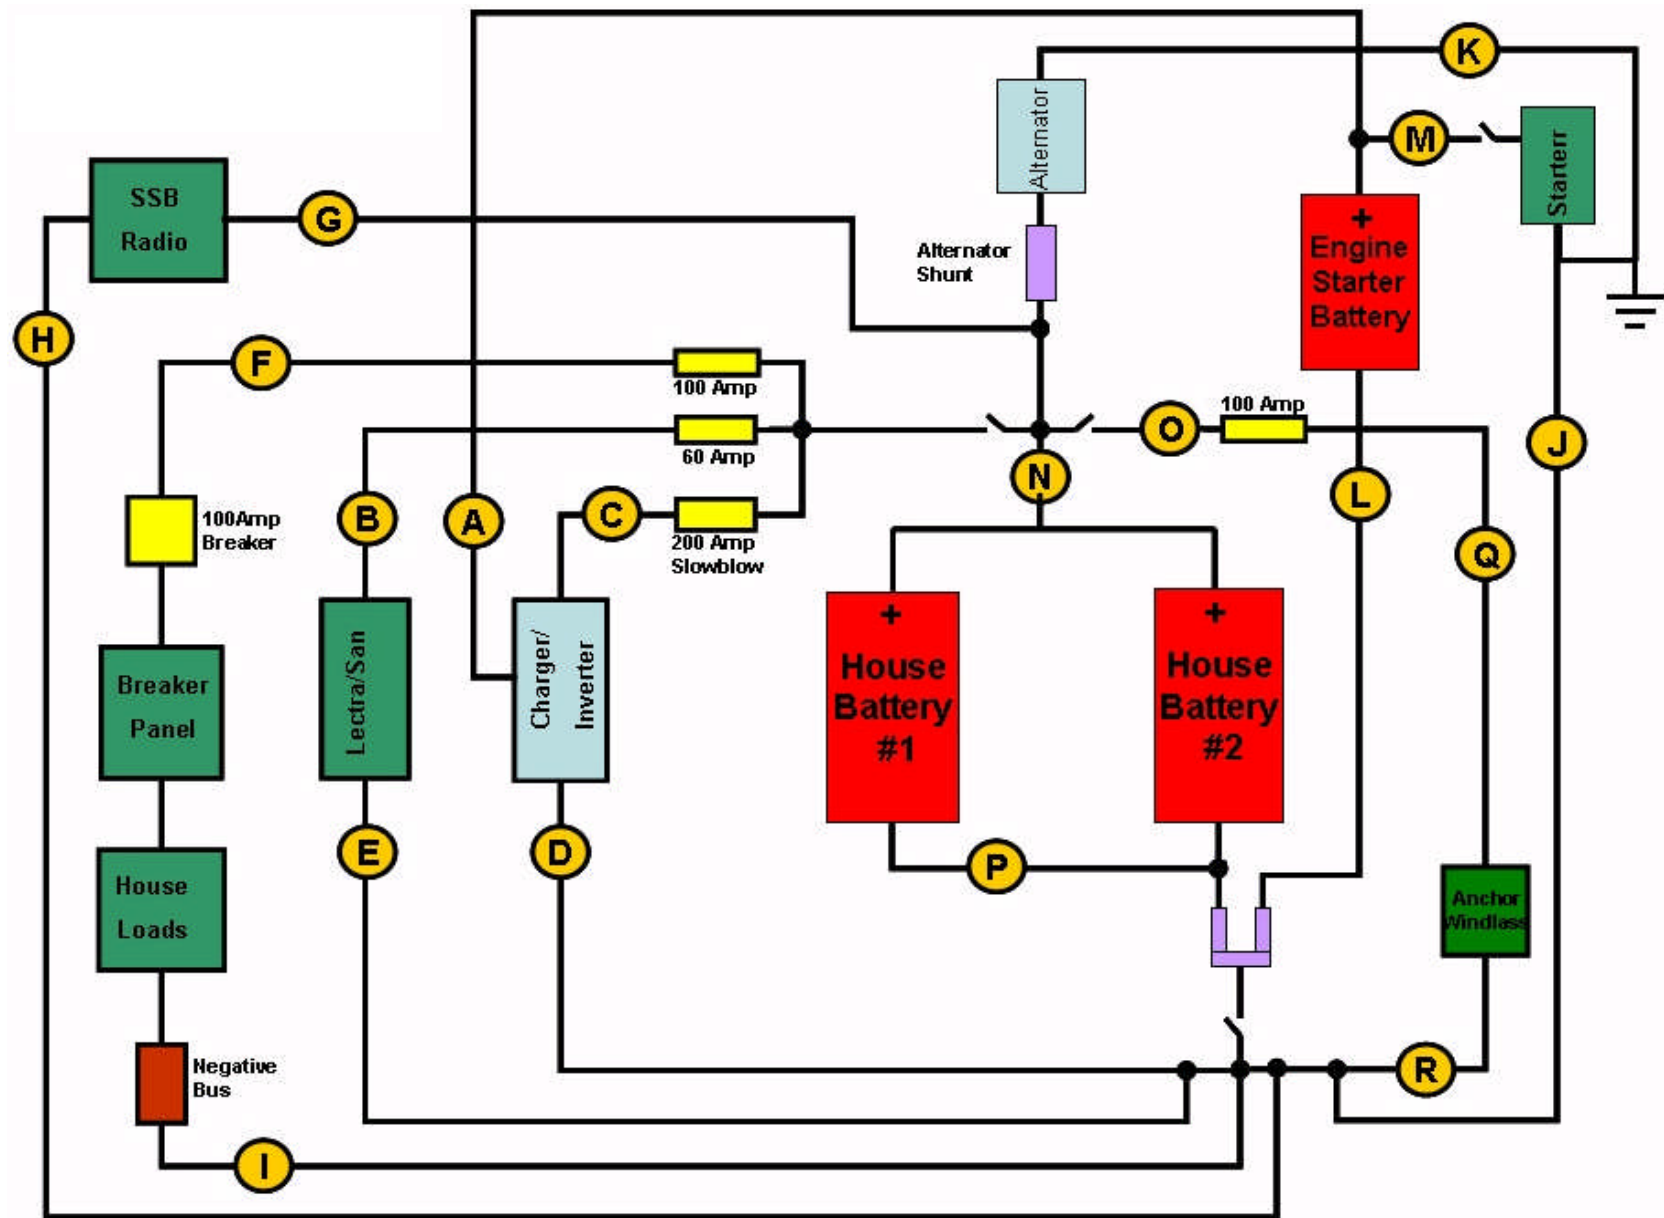 K
Alternator
M
Starterr
SSB
Radio
G
+
Engine
Starter
Battery
Alternator
Shunt
H
F
100 Amp
100 Amp
O
60 Amp
J
N
L
A
B
C
100Amp
Breaker
200 Amp
Slowblow
Q
+
House
Battery
#1
+
House
Battery
#2
Lectra/San
Charger/
Inverter
Breaker
Panel
E
D
P
House
Loads
Anchor
Windlass
Negative
Bus
R
I